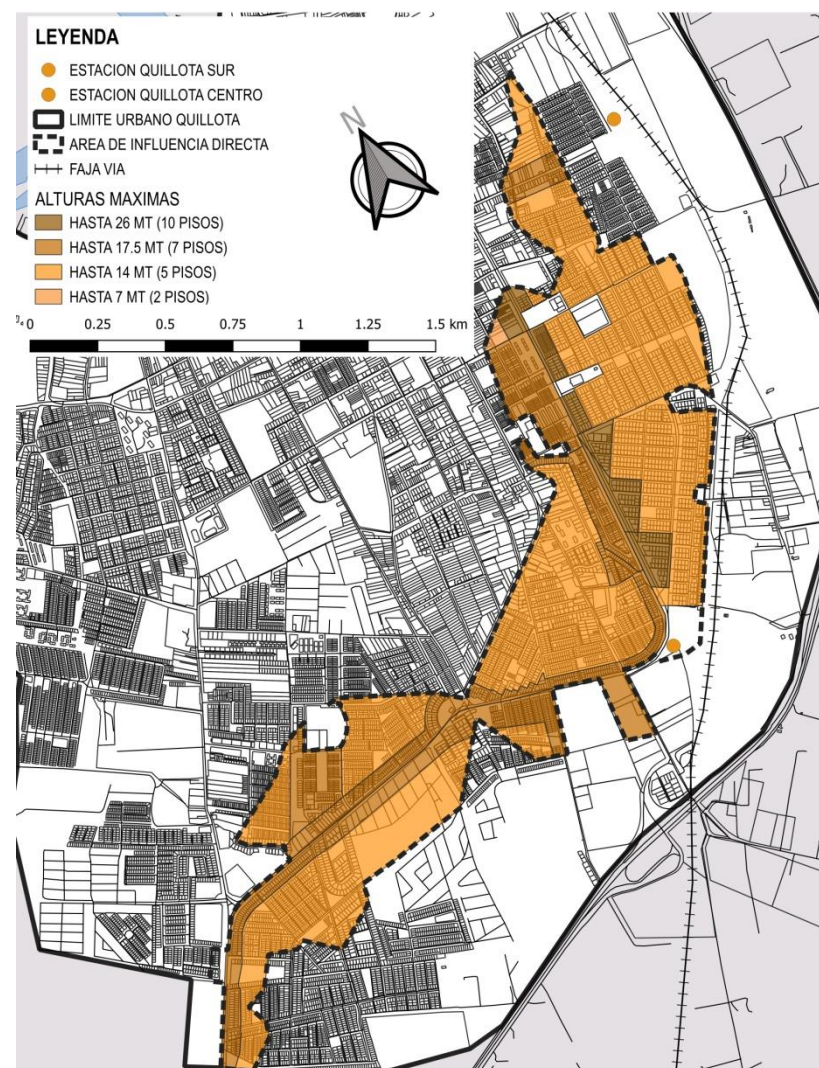 LEYENDA
ESTACION QUILLOTA SUR
ESTACION QUILLOTA CENTRO
LIMITE URBANO QUILLOTA
AREA DE INFLUENCIA DIRECTA
FAJA VIA
N
ALTURAS MAXIMAS
HASTA 26 MT (10 PISOS)
HASTA 17.5 MT (7 PISOS)
HASTA 14 MT (5 PISOS)
HASTA 7 MT (2 PISOS)
0 0.25 0.5 0.75 1 1.25 1.5 km